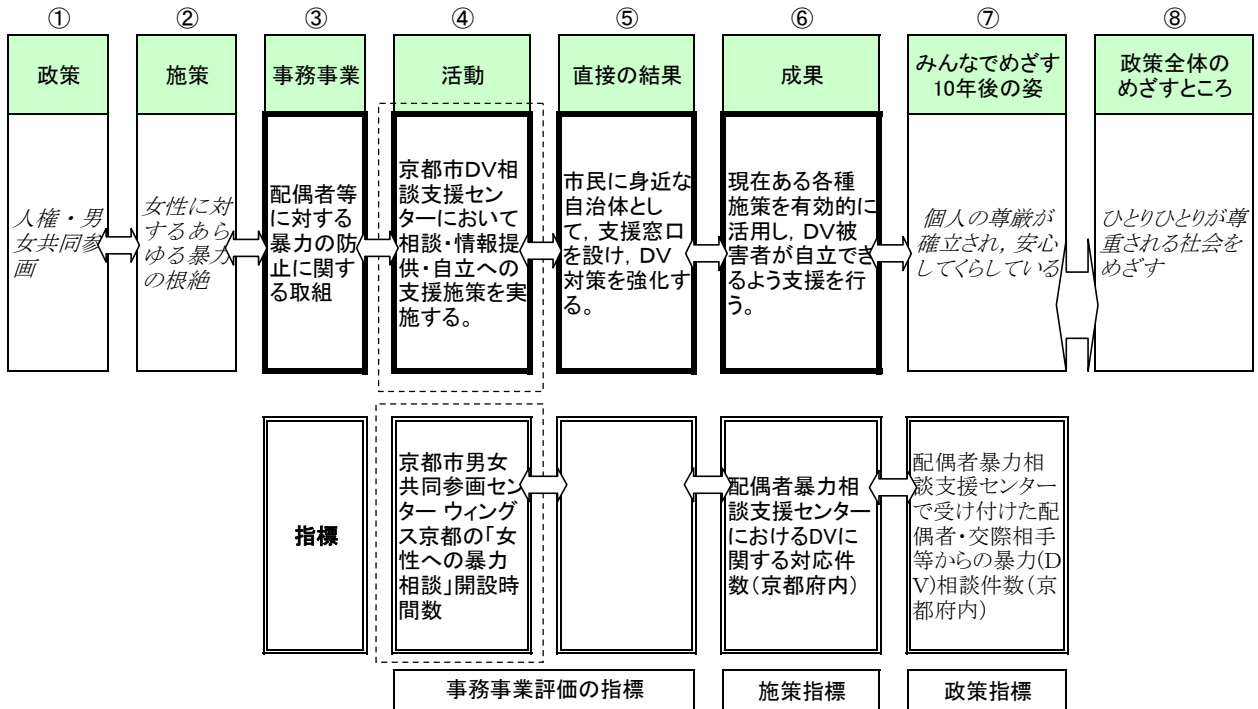 ①
②
③
④
⑤
⑥
⑦
⑧
政策
施策
事務事業
活動
直接の結果
成果
みんなでめざす
10年後の姿
政策全体の
めざすところ
人権・男
女共同参
画
女性に対
するあら
ゆる暴力
の根絶
配偶者等
に対する
暴力の防
止に関す
る取組
京都市DV相
談支援セン
ターにおいて
相談・情報提
供・自立への
支援施策を実
施する。
市民に身近な
自治体とし
て，支援窓口
を設け，DV
対策を強化す
る。
現在ある各種
施策を有効的に
活用し，DV被
害者が自立でき
るよう支援を行
う。
個人の尊厳が
確立され，安心
してくらしている
ひとりひとりが尊
重される社会を
めざす
指標
京都市男女
共同参画セン
ター ウィング
ス京都の「女
性への暴力
相談」開設時
間数
配偶者暴力相
談支援センター
におけるDVに
関する対応件
数（京都府内）
配偶者暴力相
談支援センター
で受け付けた配
偶者・交際相手
等からの暴力(D
V)相談件数（京
都府内）
事務事業評価の指標
施策指標
政策指標